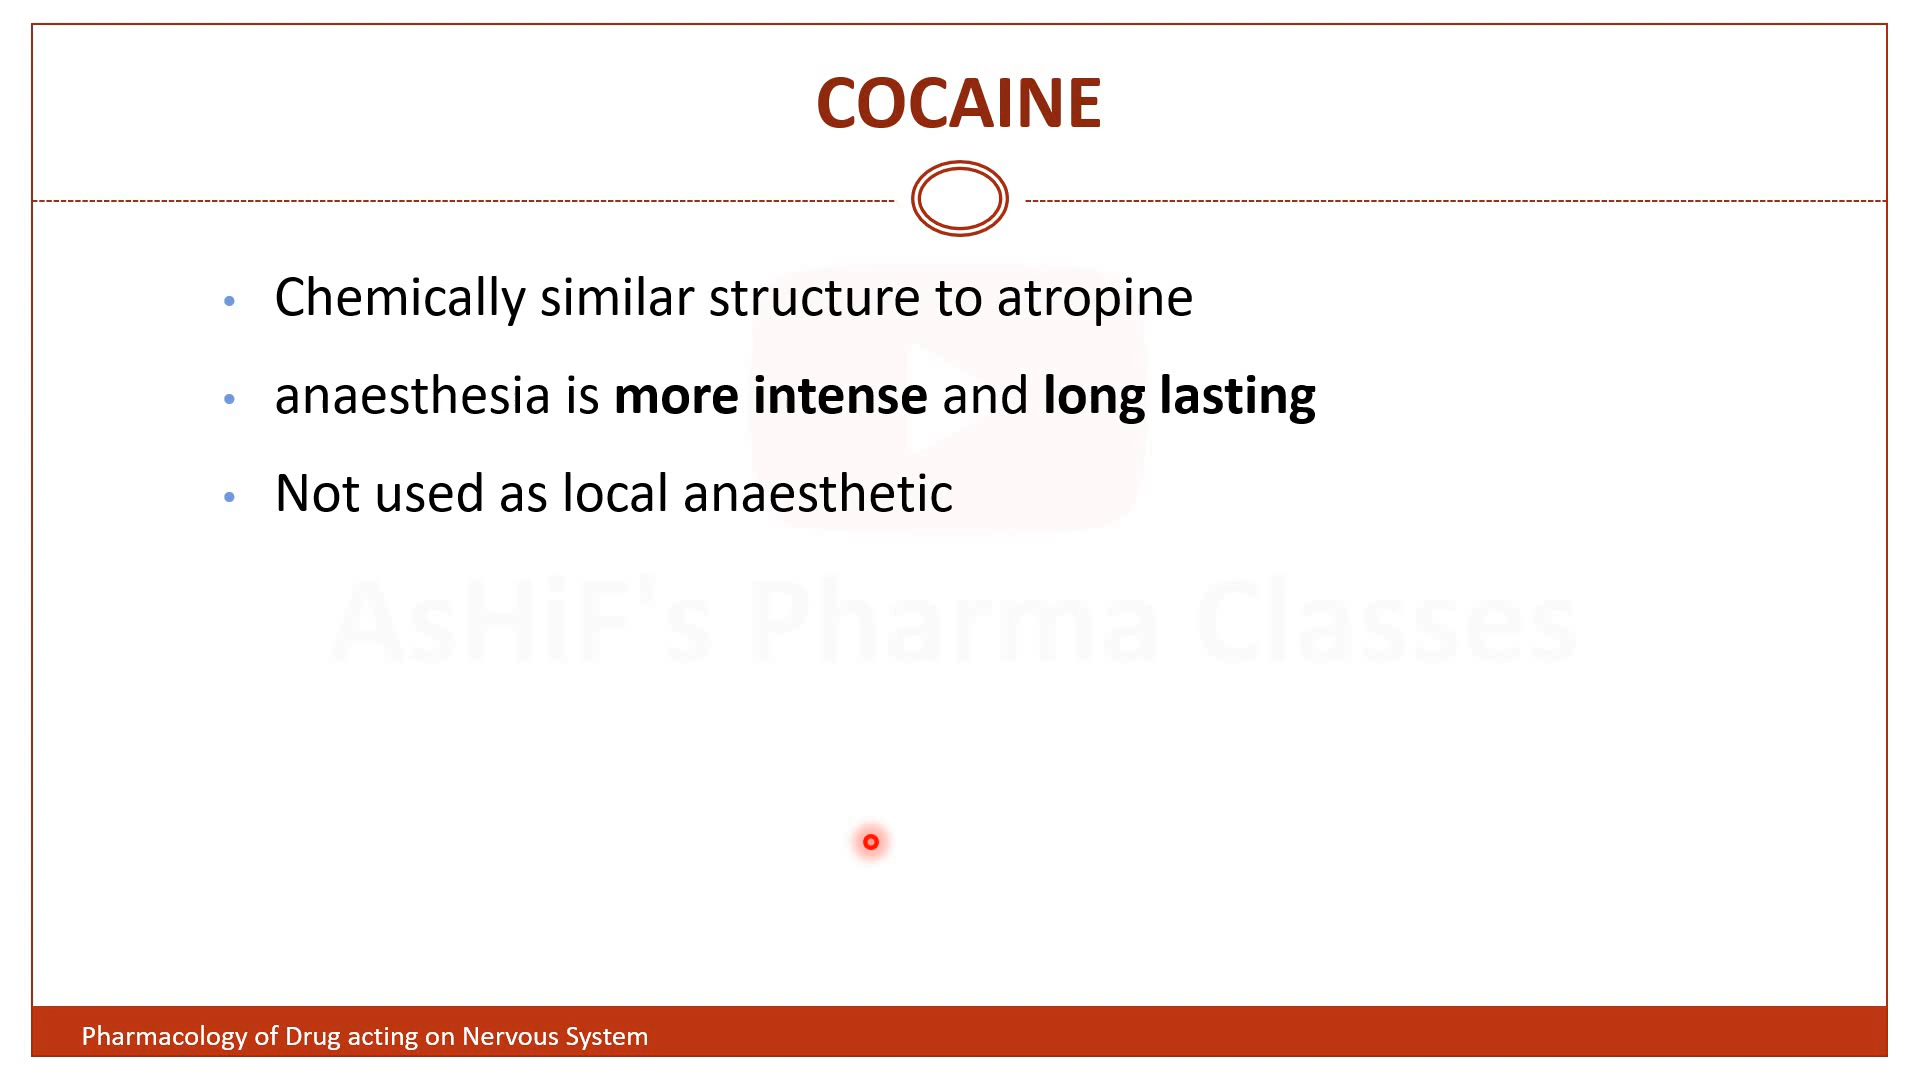 COCAINE
• Chemically similar structure to atropine
• anaesthesia is more intense and long lasting
• Not used as local anaesthetic
AsHiF's Pharma Classes
Pharmacology of Drug acting on Nervous System